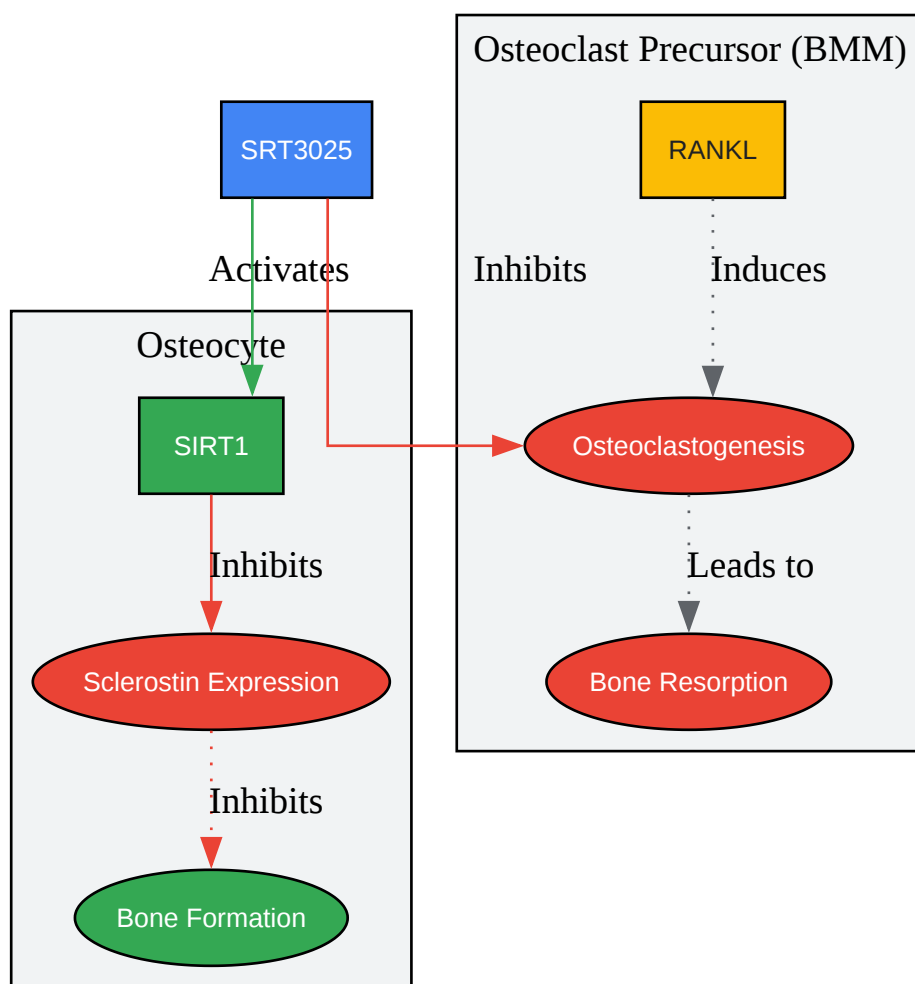 Osteoclast Precursor (BMM)
SRT3025
RANKL
Activates
Inhibits
Induces
Osteocyte
SIRT1
Osteoclastogenesis
Inhibits
Leads to
Sclerostin Expression
Bone Resorption
Inhibits
Bone Formation